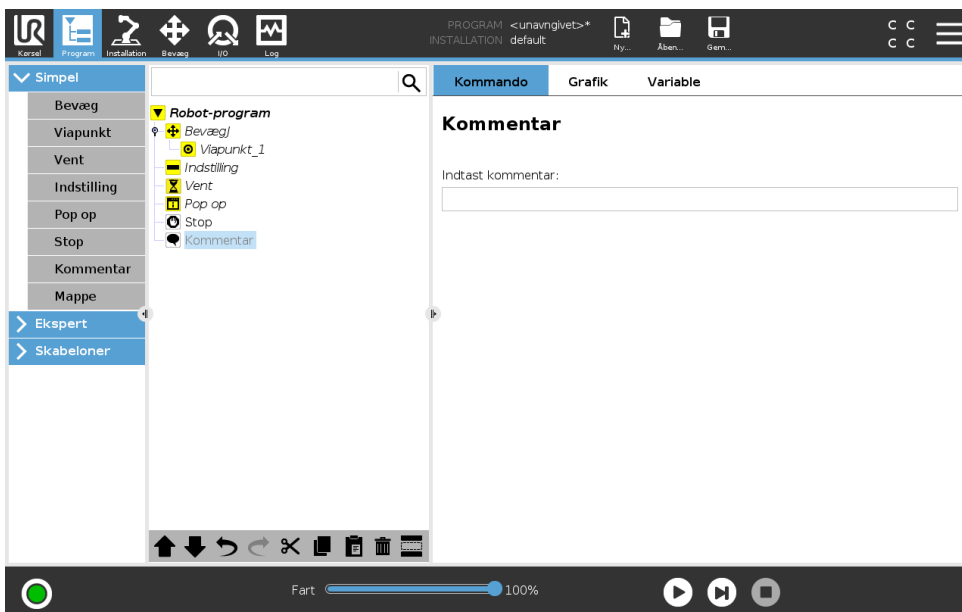 PROGRAM <unavngivet>*
INSTALLATION default
Kørsel
Program
Installation
Bevæg
I/O
Log
Ny...
Åben...
Gem...
C C
C C
Simpel
Bevæg
Viapunkt
Vent
Indstilling
Pop op
Stop
Kommentar
Mappe
Ekspert
Skabeloner
Robot-program
BevægJ
Viapunkt_1
Indstilling
Vent
Pop op
Stop
Kommentar
Kommando
Grafik
Variable
Kommentar
Indtast kommentar:
Fart
100%